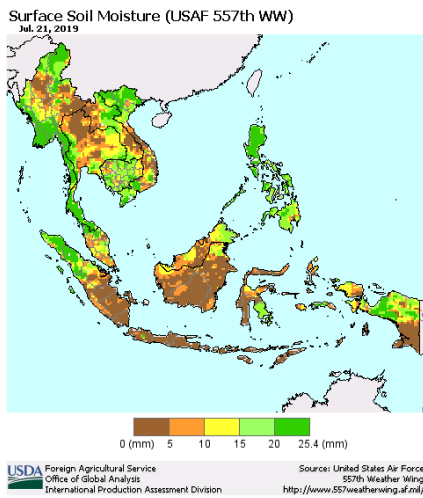 Surface Soil Moisture (USAF 557th WW)
Jul. 21, 2019
0 (mm) 5 10 15 20 25.4 (mm)
USDA Foreign Agricultural Service
Office of Global Analysis
International Production Assessment Division
Source: United States Air Force
557th Weather Wing
http://www.557weatherwing.af.mil/